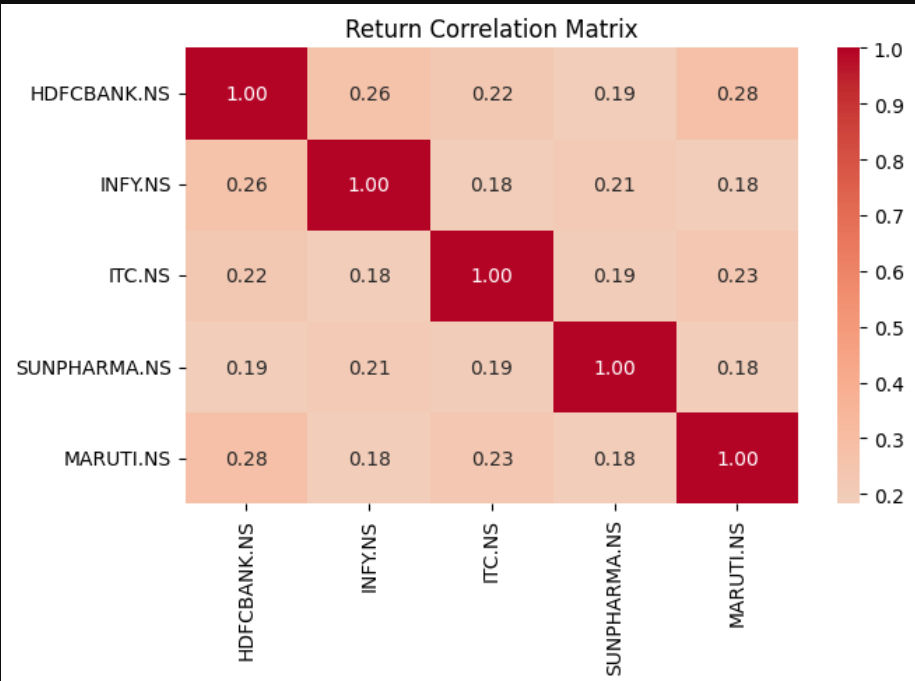 Return Correlation Matrix
HDFCBANK.NS 1.00 0.26 0.22 0.19 0.28
INFY.NS 0.26 1.00 0.18 0.21 0.18
ITC.NS 0.22 0.18 1.00 0.19 0.23
SUNPHARMA.NS 0.19 0.21 0.19 1.00 0.18
MARUTI.NS 0.28 0.18 0.23 0.18 1.00
HDFCBANK.NS INFY.NS ITC.NS SUNPHARMA.NS MARUTI.NS
1.0
0.9
0.8
0.7
0.6
0.5
0.4
0.3
0.2